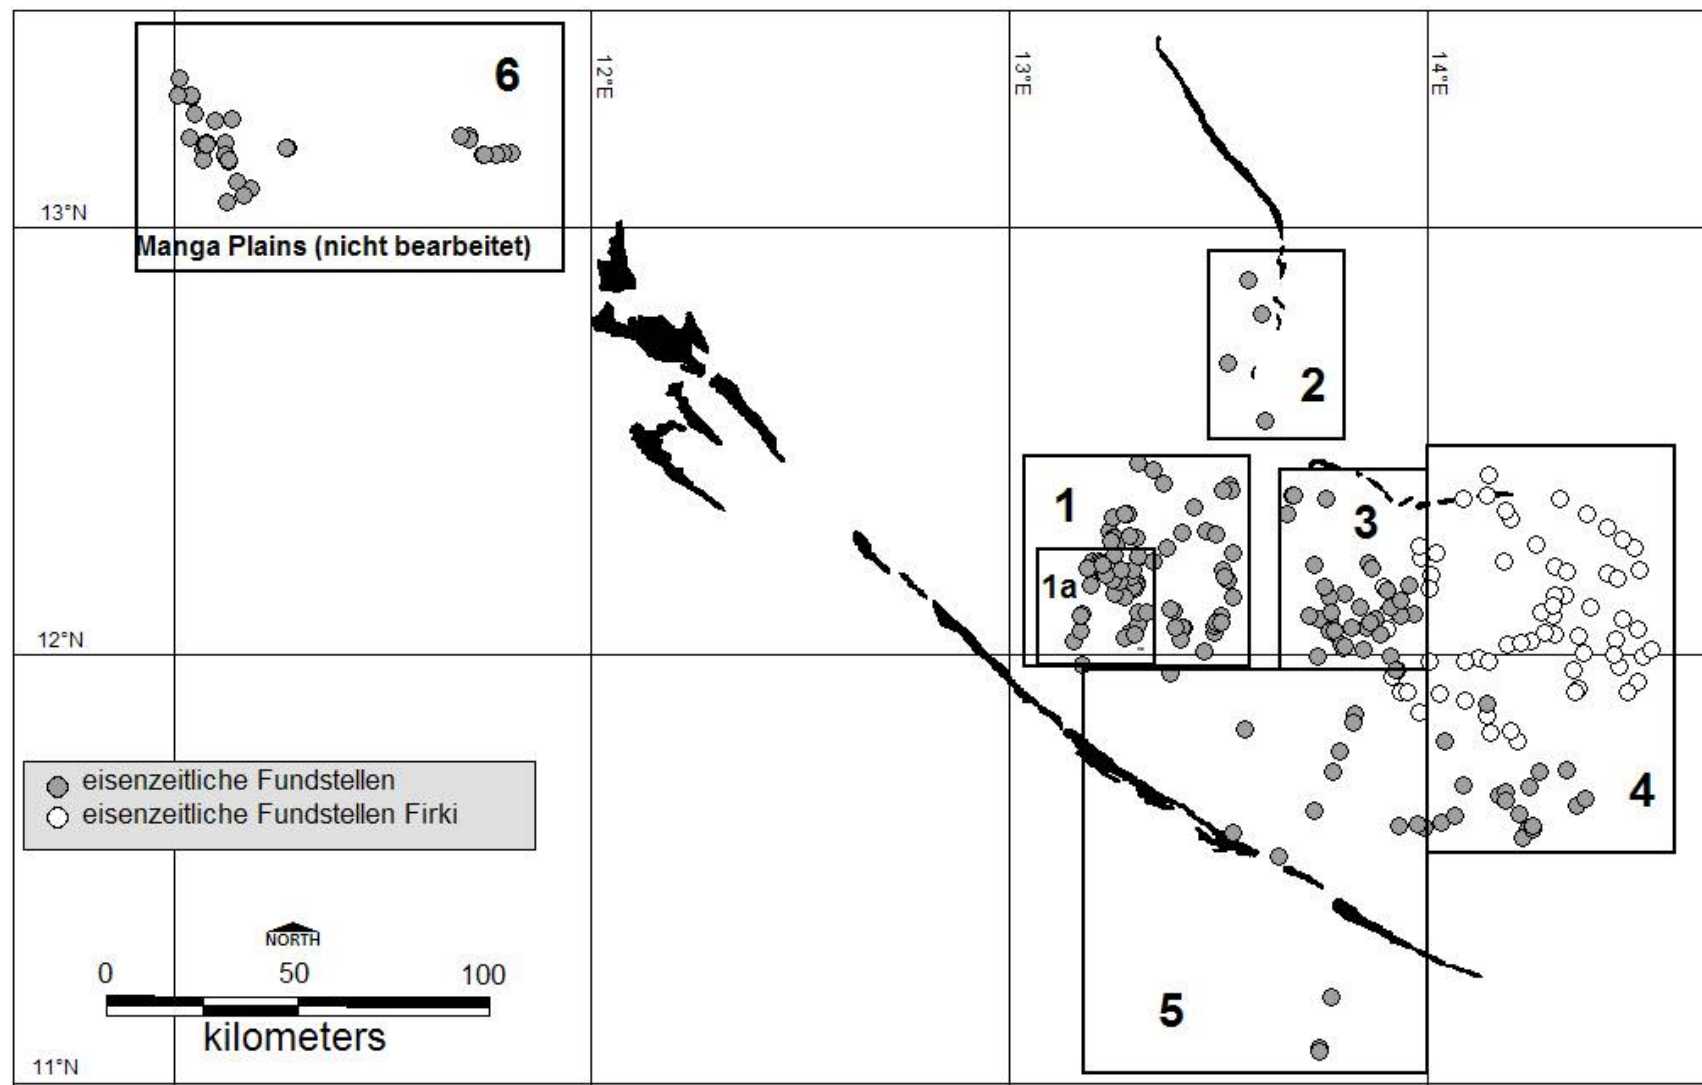 12°E
13°E
14°E
6
13°N
Manga Plains (nicht bearbeitet)
2
1
3
1a
12°N
eisenzeitliche Fundstellen
eisenzeitliche Fundstellen Firki
4
NORTH
0 50 100
kilometers
5
11°N